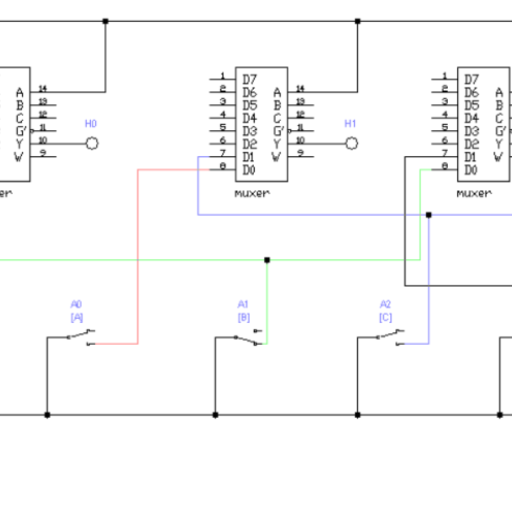 A 14
B 13
C 12
G' 11
Y 10
W 9
er
H0
1 D7
2 D6
3 D5
4 D4
5 D3
6 D2
7 D1
8 D0
A 14
B 13
C 12
G' 11
Y 10
W 9
muxer
H1
1 D7
2 D6
3 D5
4 D4
5 D3
6 D2
7 D1
8 D0
A
B
C
G'
Y
W
muxer
A0
[A]
A1
[B]
A2
[C]